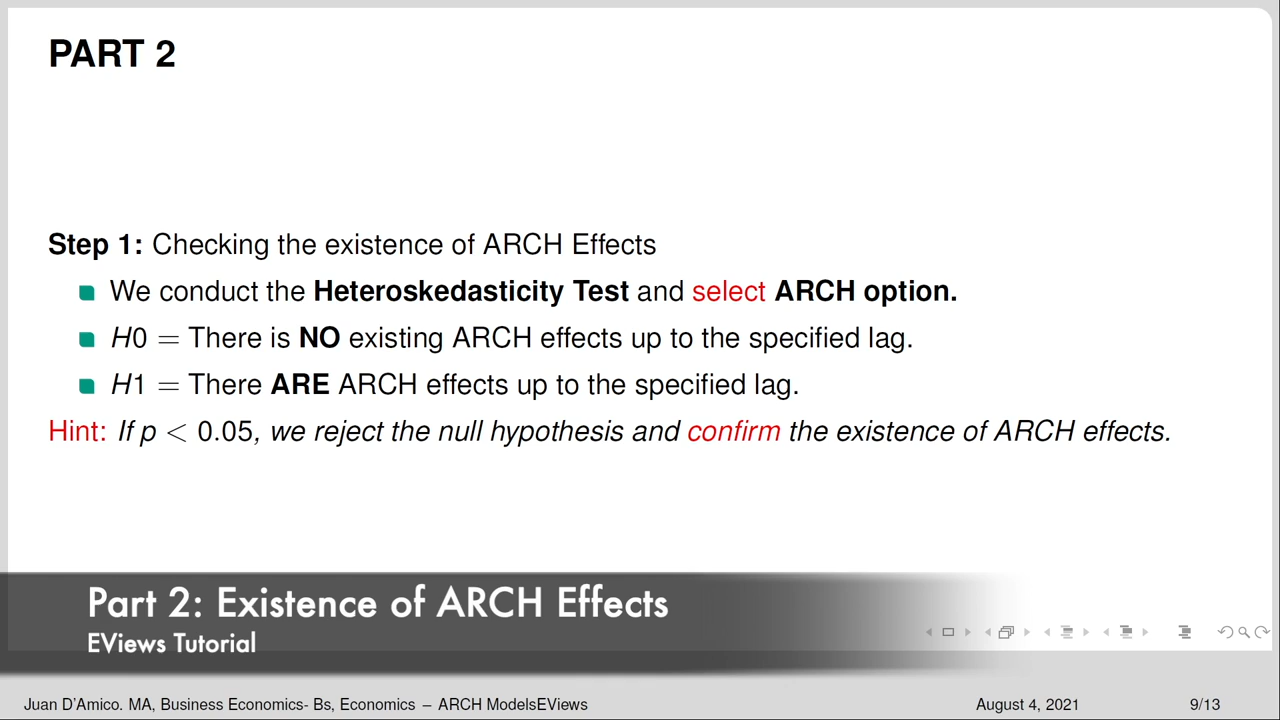 PART 2
Step 1: Checking the existence of ARCH Effects
We conduct the Heteroskedasticity Test and select ARCH option.
H0 = There is NO existing ARCH effects up to the specified lag.
H1 = There ARE ARCH effects up to the specified lag.
Hint: If p < 0.05, we reject the null hypothesis and confirm the existence of ARCH effects.
Part 2: Existence of ARCH Effects
EViews Tutorial
Juan D'Amico. MA, Business Economics- Bs, Economics – ARCH ModelsEViews
August 4, 2021
9/13